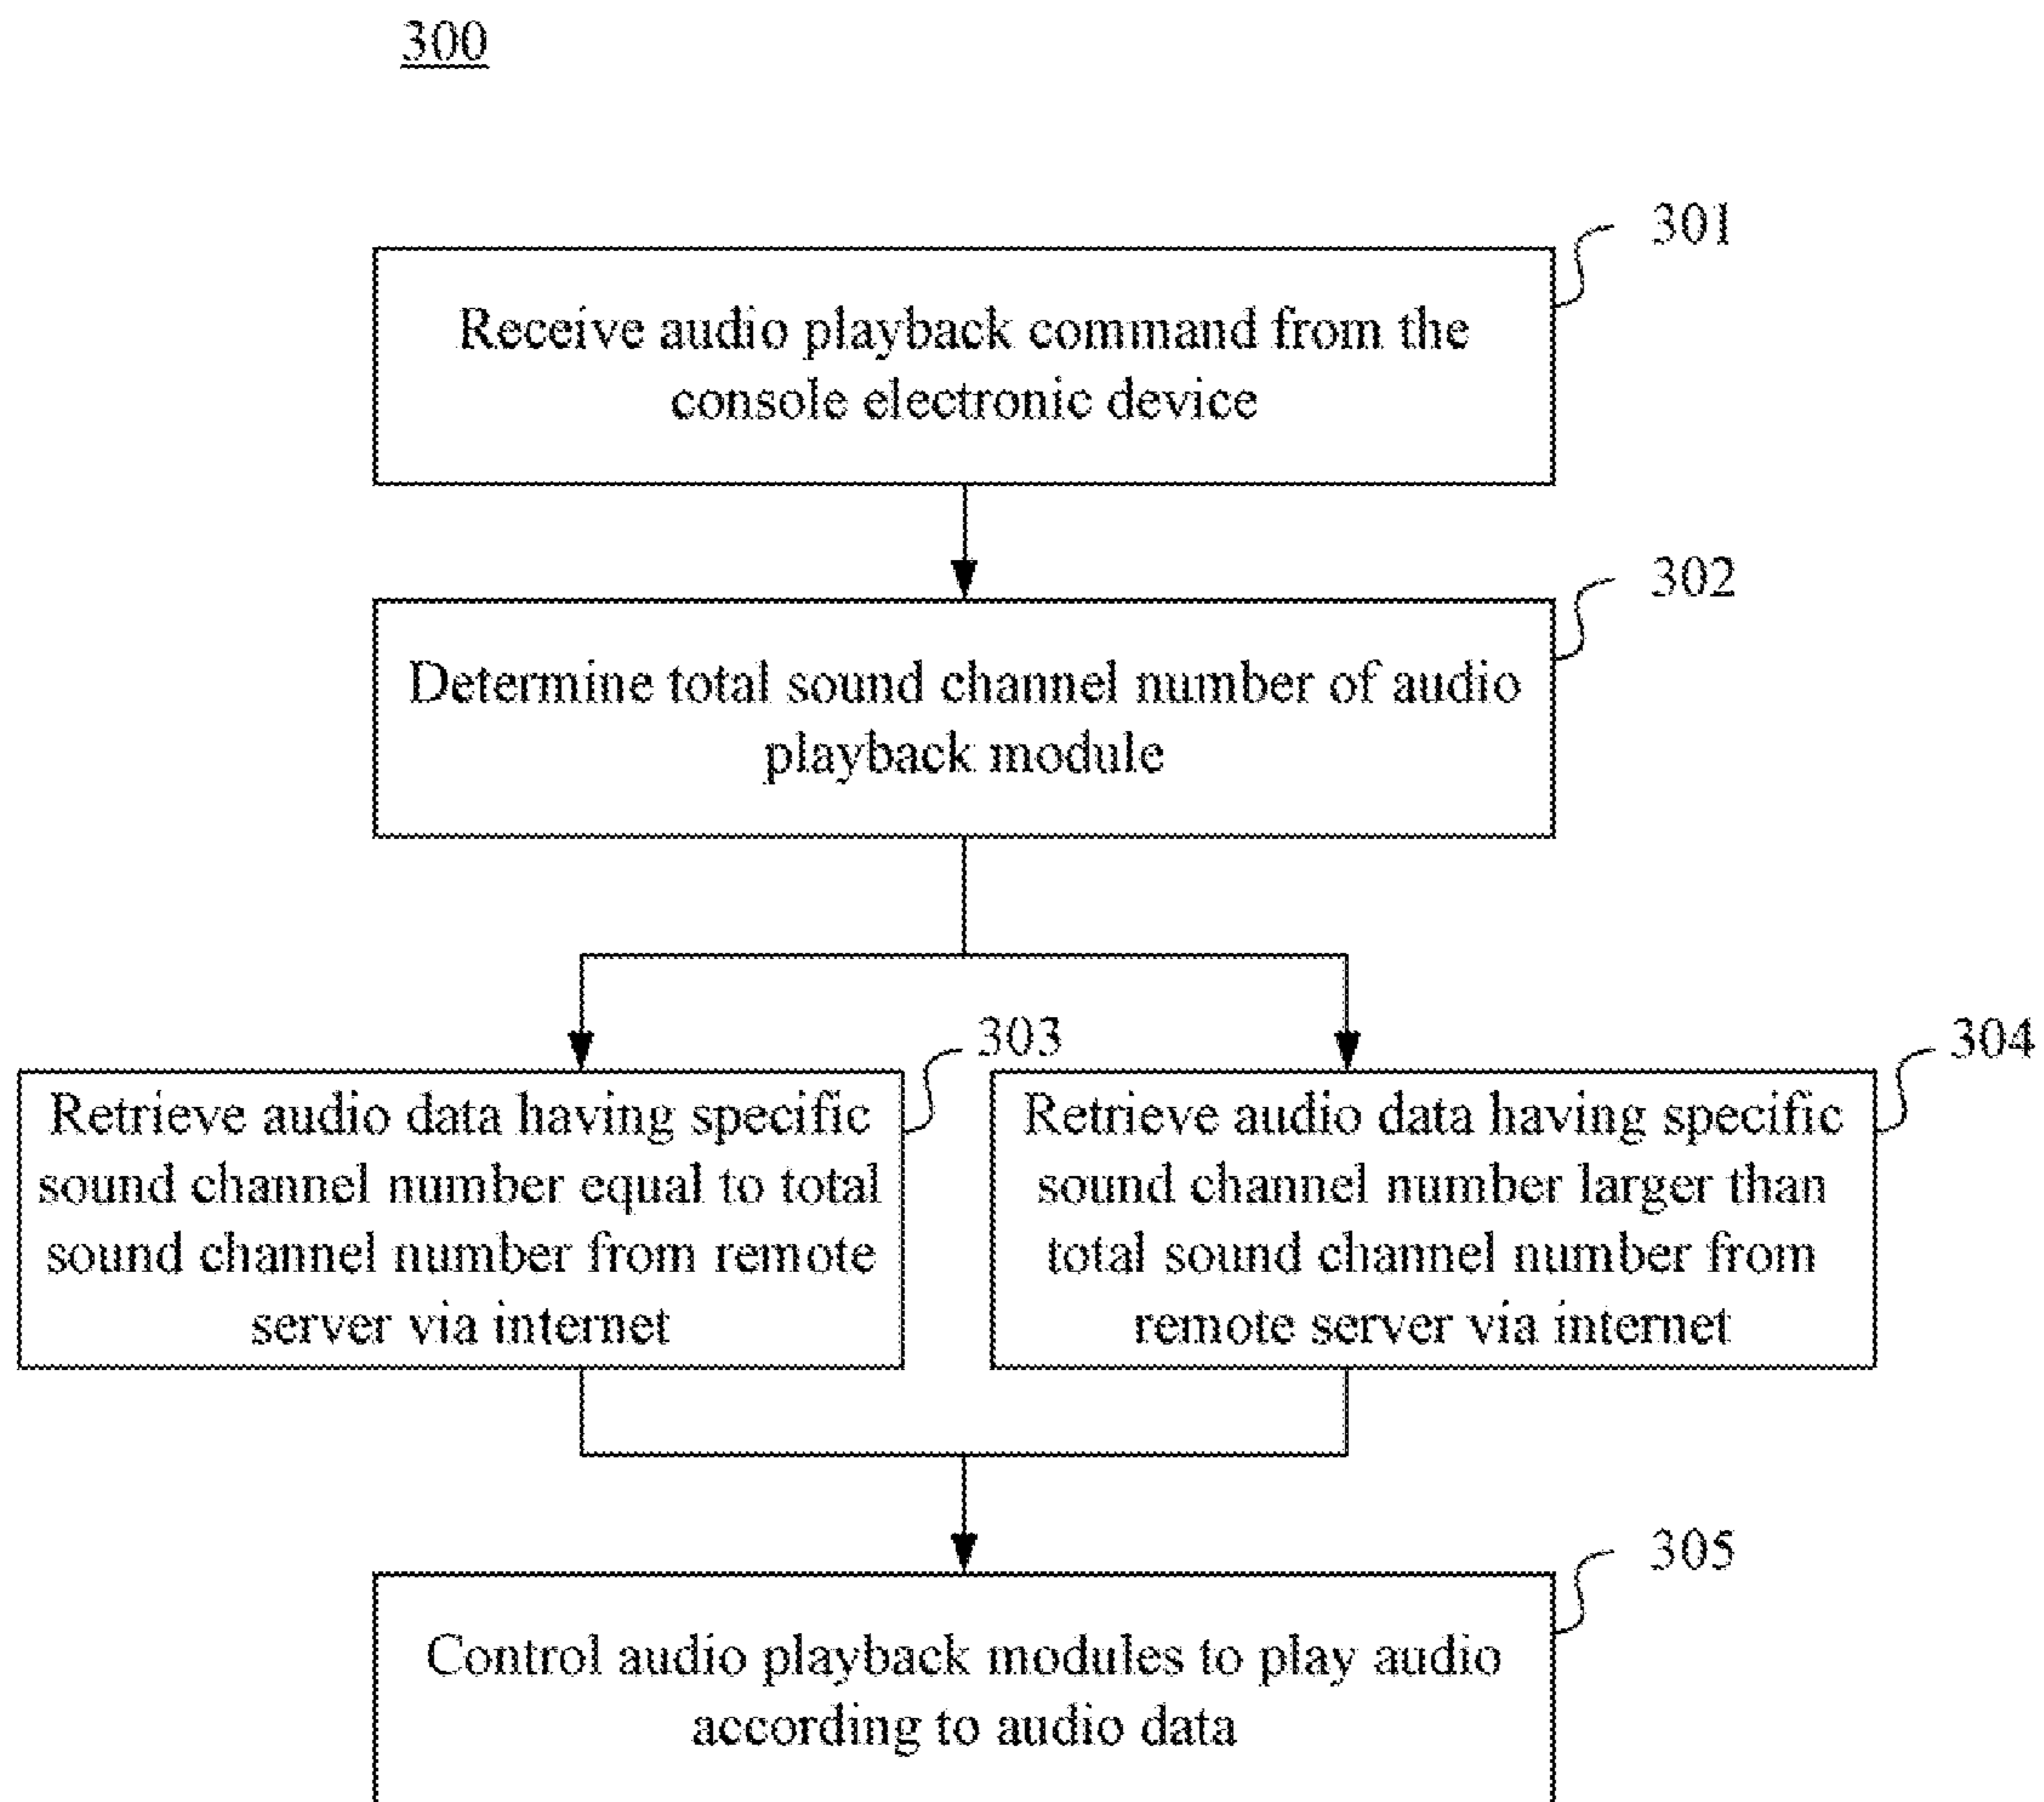 300
301
Receive audio playback command from the
console electronic device
302
Determine total sound channel number of audio
playback module
303
Retrieve audio data having specific
sound channel number equal to total
sound channel number from remote
server via internet
304
Retrieve audio data having specific
sound channel number larger than
total sound channel number from
remote server via internet
305
Control audio playback modules to play audio
according to audio data